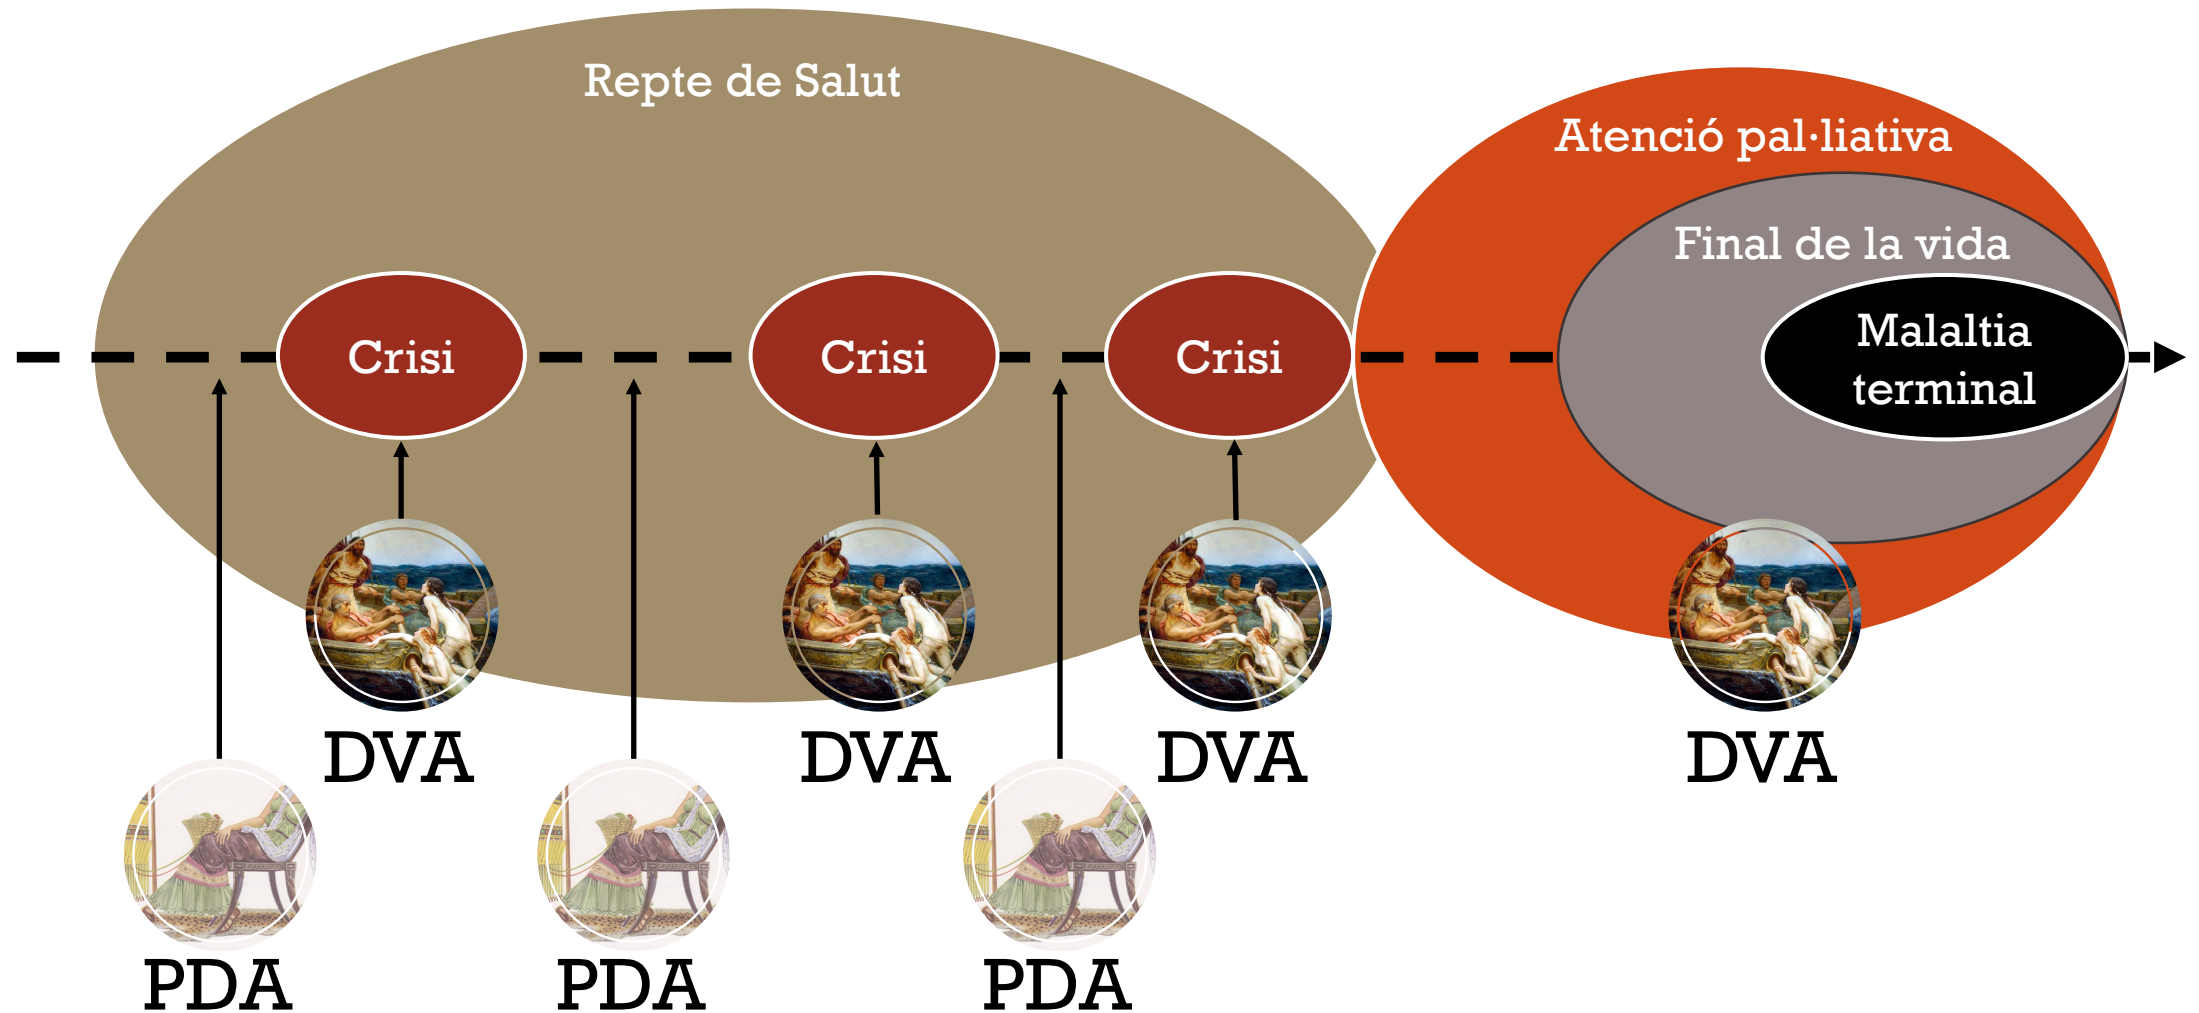 Repte de Salut
Atenció pal·liativa
Final de la vida
Crisi
Crisi
Crisi
Malaltia
terminal
DVA
DVA
DVA
DVA
PDA
PDA
PDA